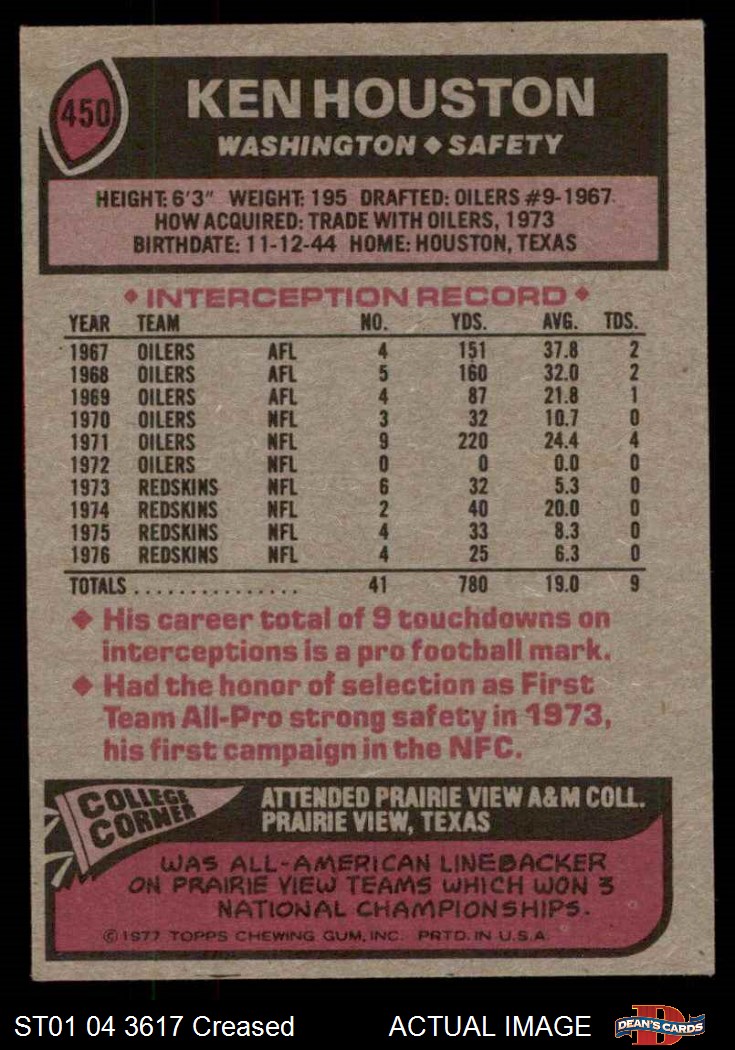 450
KEN HOUSTON
WASHINGTON ◆ SAFETY
HEIGHT: 6'3" WEIGHT: 195 DRAFTED: OILERS #9-1967
HOW ACQUIRED: TRADE WITH OILERS, 1973
BIRTHDATE: 11-12-44 HOME: HOUSTON, TEXAS
◆ INTERCEPTION RECORD ◆
YEAR TEAM NO. YDS. AVG. TDS.
1967 OILERS AFL 4 151 37.8 2
1968 OILERS AFL 5 160 32.0 2
1969 OILERS AFL 4 87 21.8 1
1970 OILERS NFL 3 32 10.7 0
1971 OILERS NFL 9 220 24.4 4
1972 OILERS NFL 0 0 0.0 0
1973 REDSKINS NFL 6 32 5.3 0
1974 REDSKINS NFL 2 40 20.0 0
1975 REDSKINS NFL 4 33 8.3 0
1976 REDSKINS NFL 4 25 6.3 0
TOTALS ............... 41 780 19.0 9
◆ His career total of 9 touchdowns on
interceptions is a pro football mark.
◆ Had the honor of selection as First
Team All-Pro strong safety in 1973,
his first campaign in the NFC.
COLLEGE
CORNER
ATTENDED PRAIRIE VIEW A&M COLL.
PRAIRIE VIEW, TEXAS
WAS ALL-AMERICAN LINEBACKER
ON PRAIRIE VIEW TEAMS WHICH WON 3
NATIONAL CHAMPIONSHIPS.
© 1977 TOPPS CHEWING GUM, INC. PRTD. IN U.S.A.
ST01 04 3617 Creased ACTUAL IMAGE
D
DEAN'S CARDS